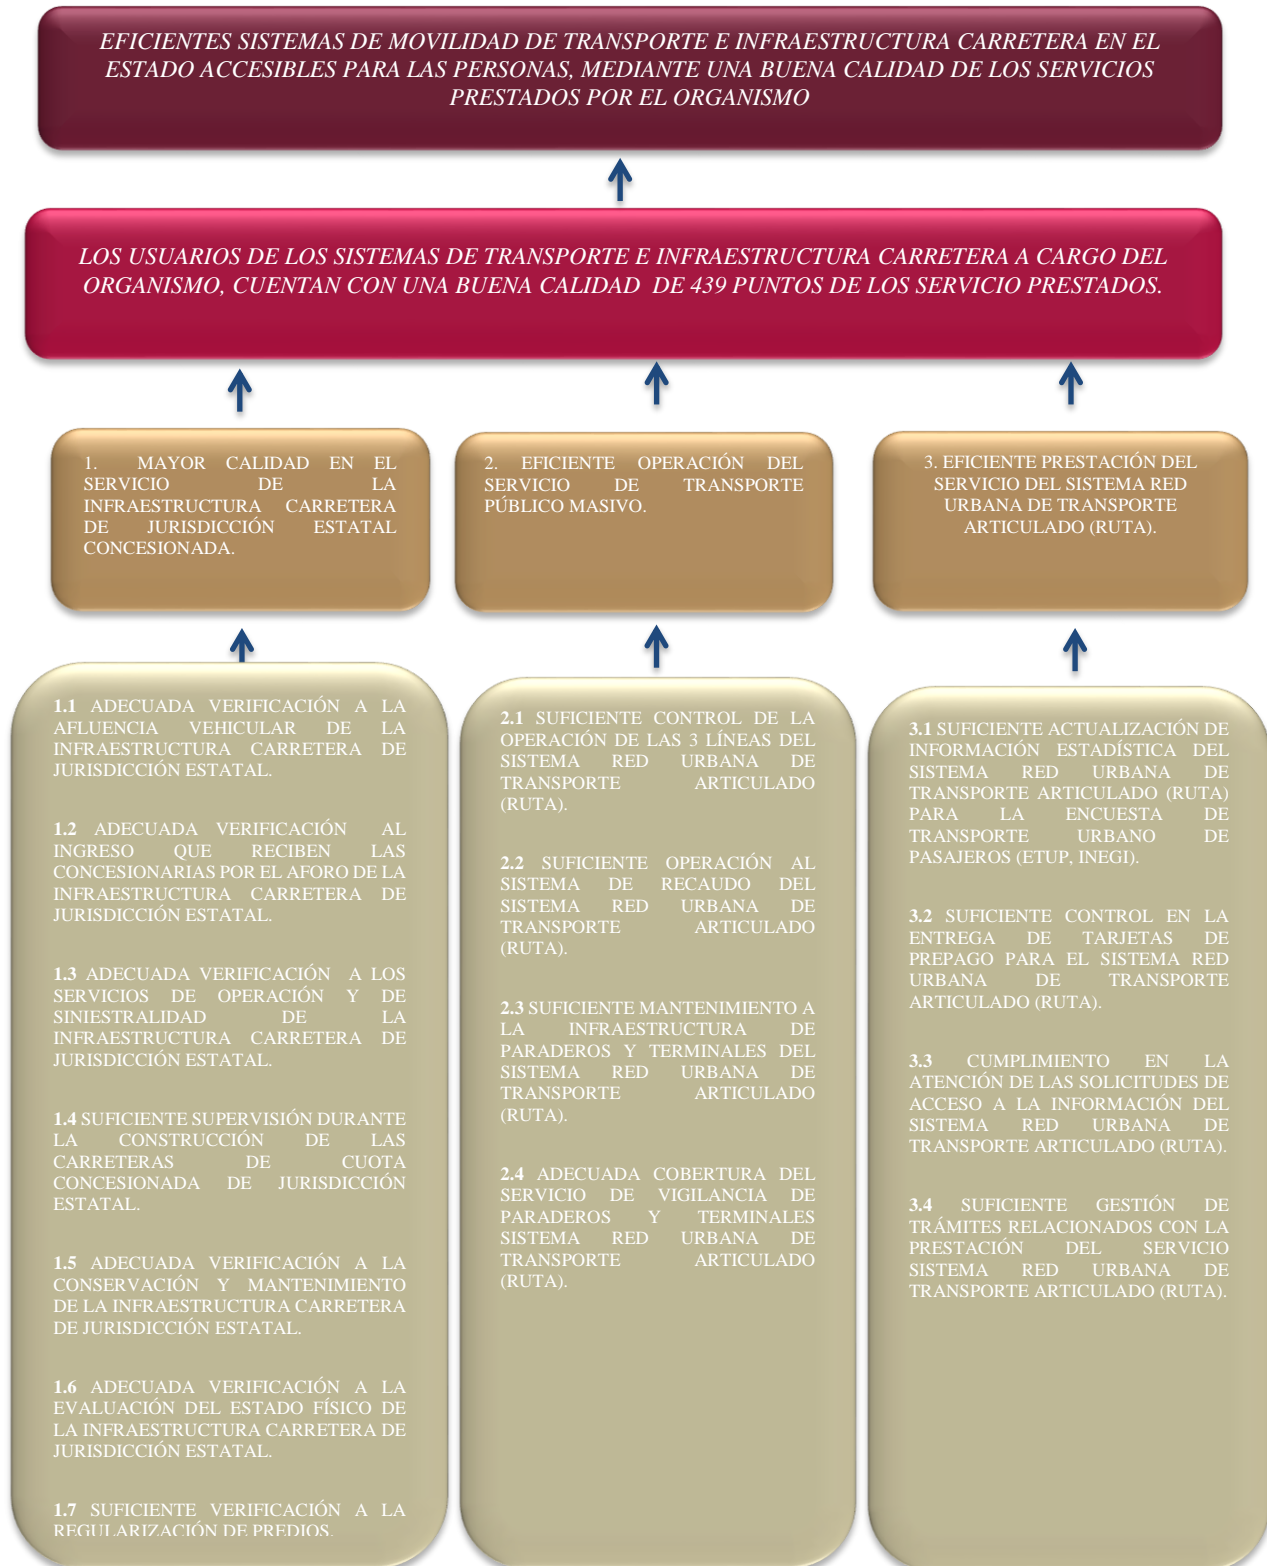 EFICIENTES SISTEMAS DE MOVILIDAD DE TRANSPORTE E INFRAESTRUCTURA CARRETERA EN EL
ESTADO ACCESIBLES PARA LAS PERSONAS, MEDIANTE UNA BUENA CALIDAD DE LOS SERVICIOS
PRESTADOS POR EL ORGANISMO
LOS USUARIOS DE LOS SISTEMAS DE TRANSPORTE E INFRAESTRUCTURA CARRETERA A CARGO DEL
ORGANISMO, CUENTAN CON UNA BUENA CALIDAD DE 439 PUNTOS DE LOS SERVICIO PRESTADOS.
1. MAYOR CALIDAD EN EL
SERVICIO DE LA
INFRAESTRUCTURA CARRETERA
DE JURISDICCIÓN ESTATAL
CONCESIONADA.
2. EFICIENTE OPERACIÓN DEL
SERVICIO DE TRANSPORTE
PÚBLICO MASIVO.
3. EFICIENTE PRESTACIÓN DEL
SERVICIO DEL SISTEMA RED
URBANA DE TRANSPORTE
ARTICULADO (RUTA).
1.1 ADECUADA VERIFICACIÓN A LA
AFLUENCIA VEHICULAR DE LA
INFRAESTRUCTURA CARRETERA DE
JURISDICCIÓN ESTATAL.
1.2 ADECUADA VERIFICACIÓN AL
INGRESO QUE RECIBEN LAS
CONCESIONARIAS POR EL AFORO DE LA
INFRAESTRUCTURA CARRETERA DE
JURISDICCIÓN ESTATAL.
1.3 ADECUADA VERIFICACIÓN A LOS
SERVICIOS DE OPERACIÓN Y DE
SINIESTRALIDAD DE LA
INFRAESTRUCTURA CARRETERA DE
JURISDICCIÓN ESTATAL.
1.4 SUFICIENTE SUPERVISIÓN DURANTE
LA CONSTRUCCIÓN DE LAS
CARRETERAS DE CUOTA
CONCESIONADA DE JURISDICCIÓN
ESTATAL.
1.5 ADECUADA VERIFICACIÓN A LA
CONSERVACIÓN Y MANTENIMIENTO
DE LA INFRAESTRUCTURA CARRETERA
DE JURISDICCIÓN ESTATAL.
1.6 ADECUADA VERIFICACIÓN A LA
EVALUACIÓN DEL ESTADO FÍSICO DE
LA INFRAESTRUCTURA CARRETERA DE
JURISDICCIÓN ESTATAL.
1.7 SUFICIENTE VERIFICACIÓN A LA
REGULARIZACIÓN DE PREDIOS.
2.1 SUFICIENTE CONTROL DE LA
OPERACIÓN DE LAS 3 LÍNEAS DEL
SISTEMA RED URBANA DE
TRANSPORTE ARTICULADO
(RUTA).
2.2 SUFICIENTE OPERACIÓN AL
SISTEMA DE RECAUDO DEL
SISTEMA RED URBANA DE
TRANSPORTE ARTICULADO
(RUTA).
2.3 SUFICIENTE MANTENIMIENTO A
LA INFRAESTRUCTURA DE
PARADEROS Y TERMINALES DEL
SISTEMA RED URBANA DE
TRANSPORTE ARTICULADO
(RUTA).
2.4 ADECUADA COBERTURA DEL
SERVICIO DE VIGILANCIA DE
PARADEROS Y TERMINALES
SISTEMA RED URBANA DE
TRANSPORTE ARTICULADO
(RUTA).
3.1 SUFICIENTE ACTUALIZACIÓN DE
INFORMACIÓN ESTADÍSTICA DEL
SISTEMA RED URBANA DE
TRANSPORTE ARTICULADO (RUTA)
PARA LA ENCUESTA DE
TRANSPORTE URBANO DE
PASAJEROS (ETUP, INEGI).
3.2 SUFICIENTE CONTROL EN LA
ENTREGA DE TARJETAS DE
PREPAGO PARA EL SISTEMA RED
URBANA DE TRANSPORTE
ARTICULADO (RUTA).
3.3 CUMPLIMIENTO EN LA
ATENCIÓN DE LAS SOLICITUDES DE
ACCESO A LA INFORMACIÓN DEL
SISTEMA RED URBANA DE
TRANSPORTE ARTICULADO (RUTA).
3.4 SUFICIENTE GESTIÓN DE
TRÁMITES RELACIONADOS CON LA
PRESTACIÓN DEL SERVICIO
SISTEMA RED URBANA DE
TRANSPORTE ARTICULADO (RUTA).